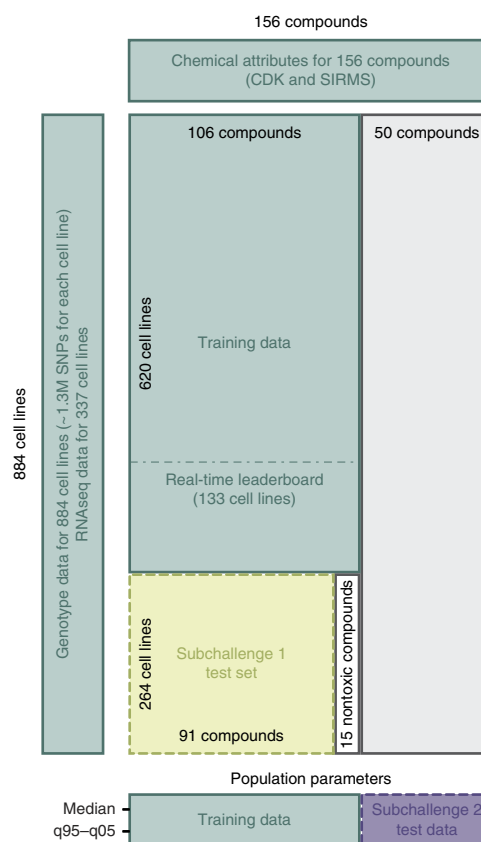 156 compounds
Chemical attributes for 156 compounds
(CDK and SIRMS)
106 compounds
50 compounds
884 cell lines
Genotype data for 884 cell lines (~1.3M SNPs for each cell line)
RNAseq data for 337 cell lines
620 cell lines
Training data
Real-time leaderboard
(133 cell lines)
264 cell lines
Subchallenge 1
test set
91 compounds
15 nontoxic compounds
Population parameters
Median
q95–q05
Training data
Subchallenge 2
test data